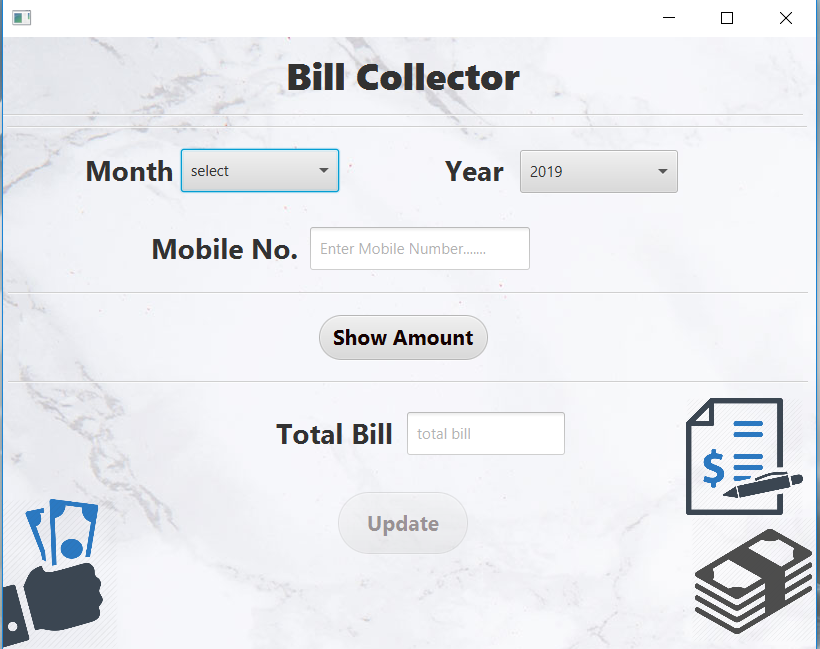 Bill Collector
Month select Year 2019
Mobile No. Enter Mobile Number.......
Show Amount
Total Bill total bill
Update
$